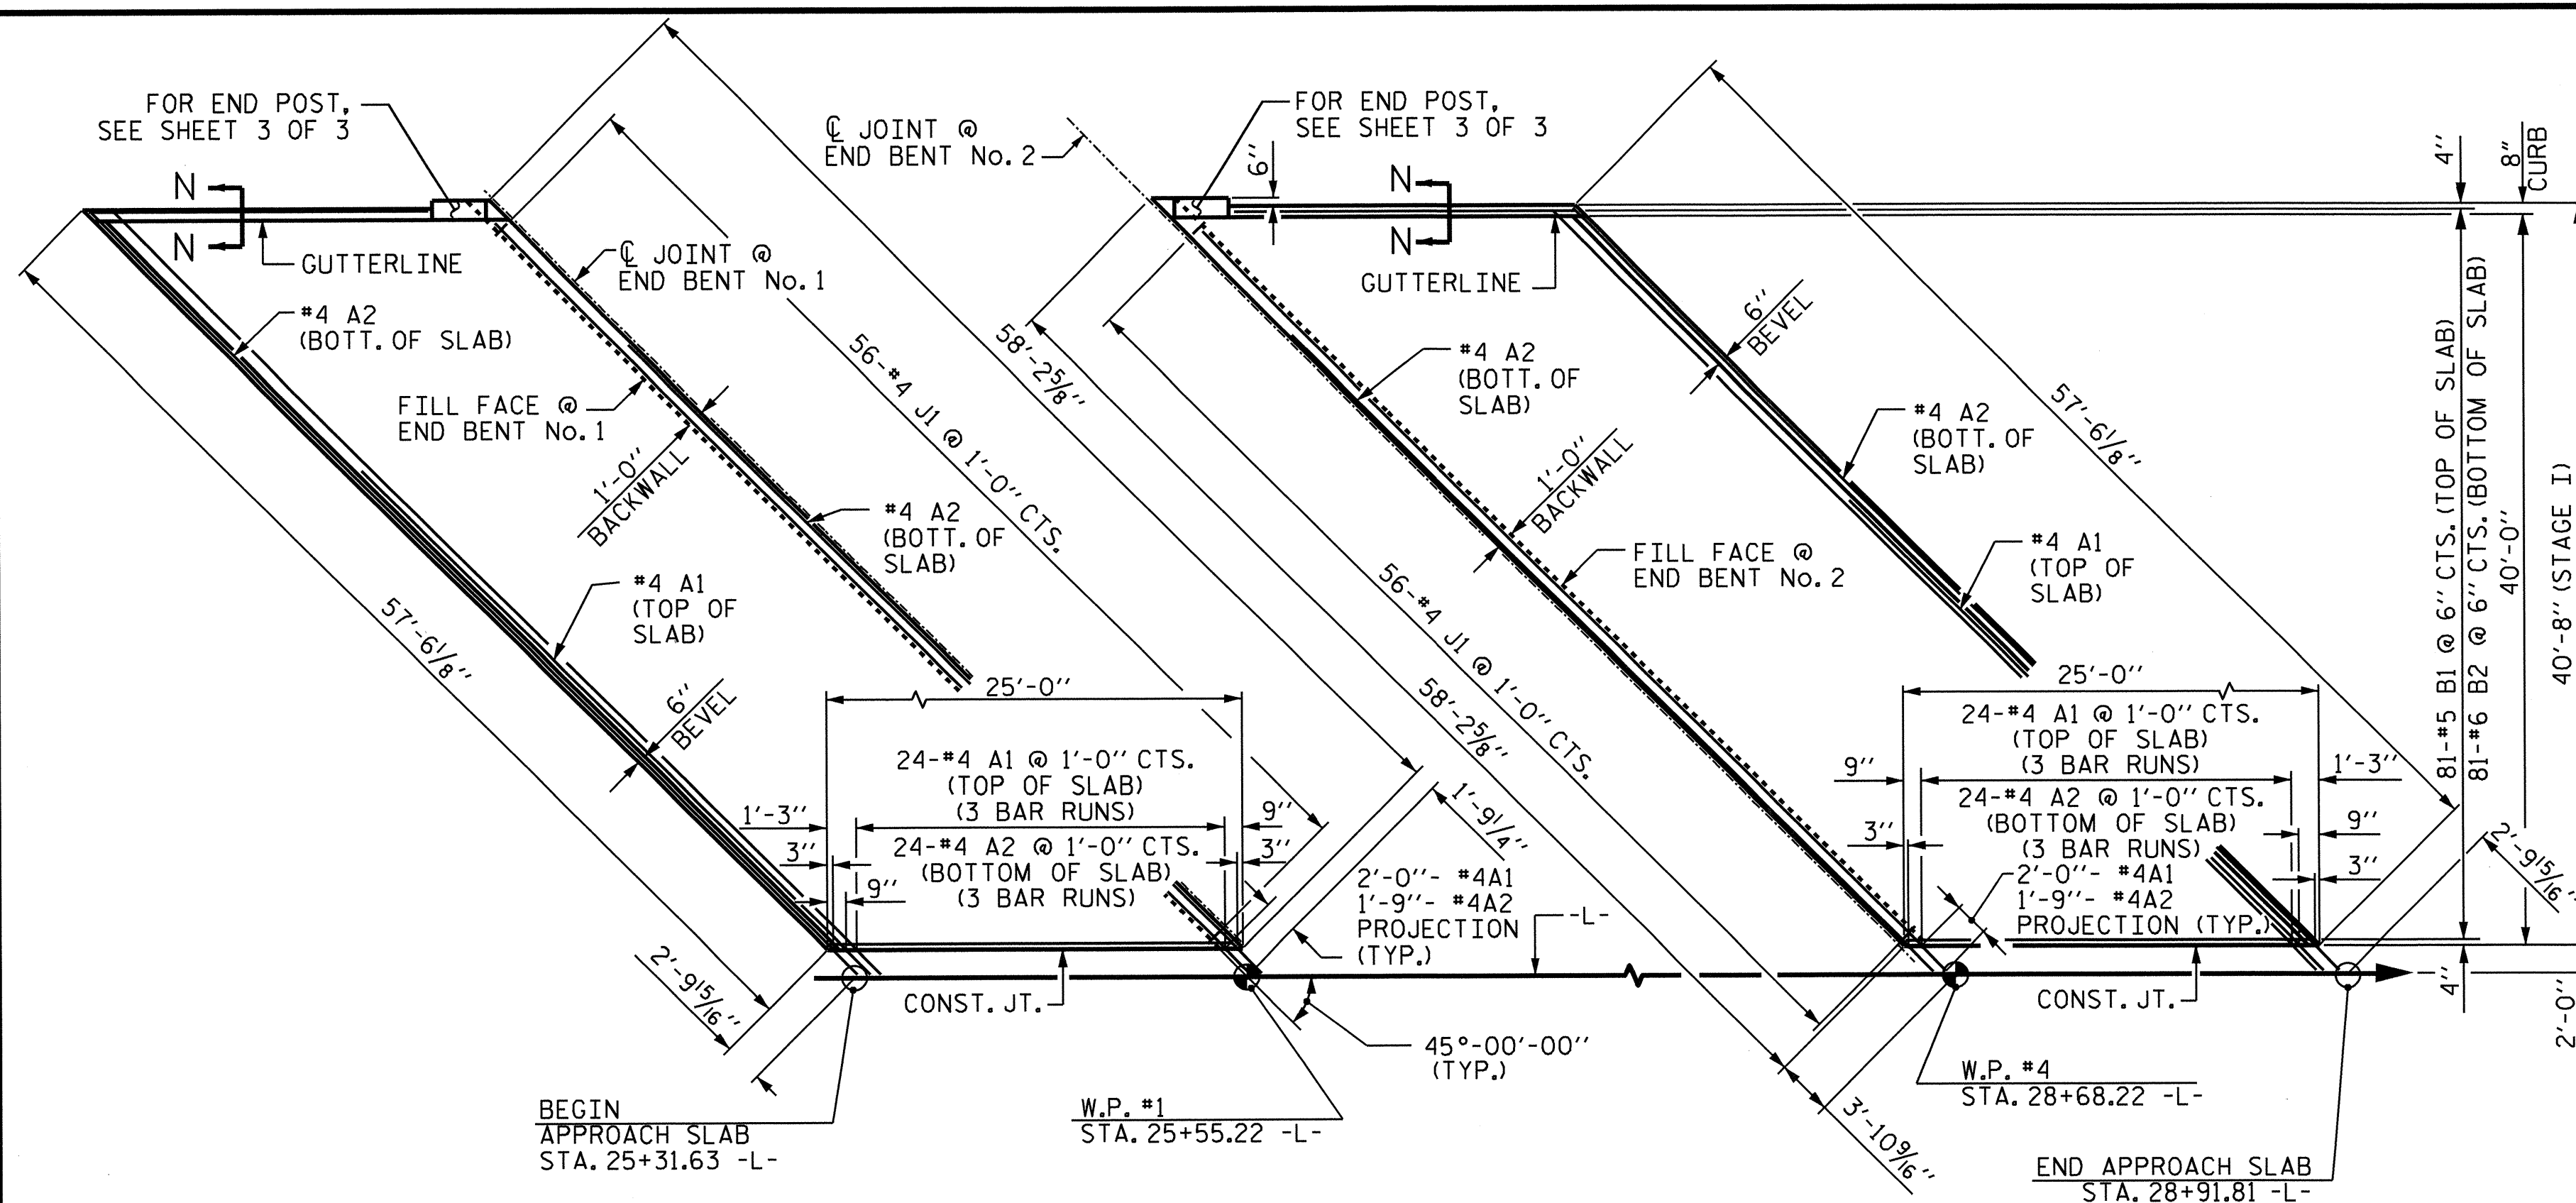 FOR END POST,
SEE SHEET 3 OF 3
N
N
GUTTERLINE
℄ JOINT @
END BENT No. 1
#4 A2
(BOTT. OF SLAB)
FILL FACE @
END BENT No. 1
1'-0"
BACKWALL
#4 A2
(BOTT. OF
SLAB)
#4 A1
(TOP OF
SLAB)
57'-6 1/8"
6"
BEVEL
56-#4 J1 @ 1'-0" CTS.
58'-2 5/8"
25'-0"
24-#4 A1 @ 1'-0" CTS.
(TOP OF SLAB)
(3 BAR RUNS)
1'-3"
9"
24-#4 A2 @ 1'-0" CTS.
(BOTTOM OF SLAB)
(3 BAR RUNS)
3"
3"
9"
1'-9 1/4"
2'-0"- #4A1
1'-9"- #4A2
PROJECTION
(TYP.)
-L-
2'-9 15/16"
CONST. JT.
45°-00'-00"
(TYP.)
BEGIN
APPROACH SLAB
STA. 25+31.63 -L-
W.P. #1
STA. 25+55.22 -L-
℄ JOINT @
END BENT No. 2
FOR END POST,
SEE SHEET 3 OF 3
6"
N
N
GUTTERLINE
#4 A2
(BOTT. OF
SLAB)
6"
BEVEL
1'-0"
BACKWALL
FILL FACE @
END BENT No. 2
#4 A2
(BOTT. OF
SLAB)
#4 A1
(TOP OF
SLAB)
57'-6 1/8"
56-#4 J1 @ 1'-0" CTS.
58'-2 5/8"
25'-0"
24-#4 A1 @ 1'-0" CTS.
(TOP OF SLAB)
(3 BAR RUNS)
9"
1'-3"
24-#4 A2 @ 1'-0" CTS.
(BOTTOM OF SLAB)
(3 BAR RUNS)
3"
9"
3"
2'-0"- #4A1
1'-9"- #4A2
PROJECTION (TYP.)
2'-9 15/16"
CONST. JT.
3'-10 9/16"
W.P. #4
STA. 28+68.22 -L-
END APPROACH SLAB
STA. 28+91.81 -L-
4"
8"
CURB
81-#5 B1 @ 6" CTS. (TOP OF SLAB)
81-#6 B2 @ 6" CTS. (BOTTOM OF SLAB)
40'-0"
40'-8" (STAGE I)
4"
2'-0"